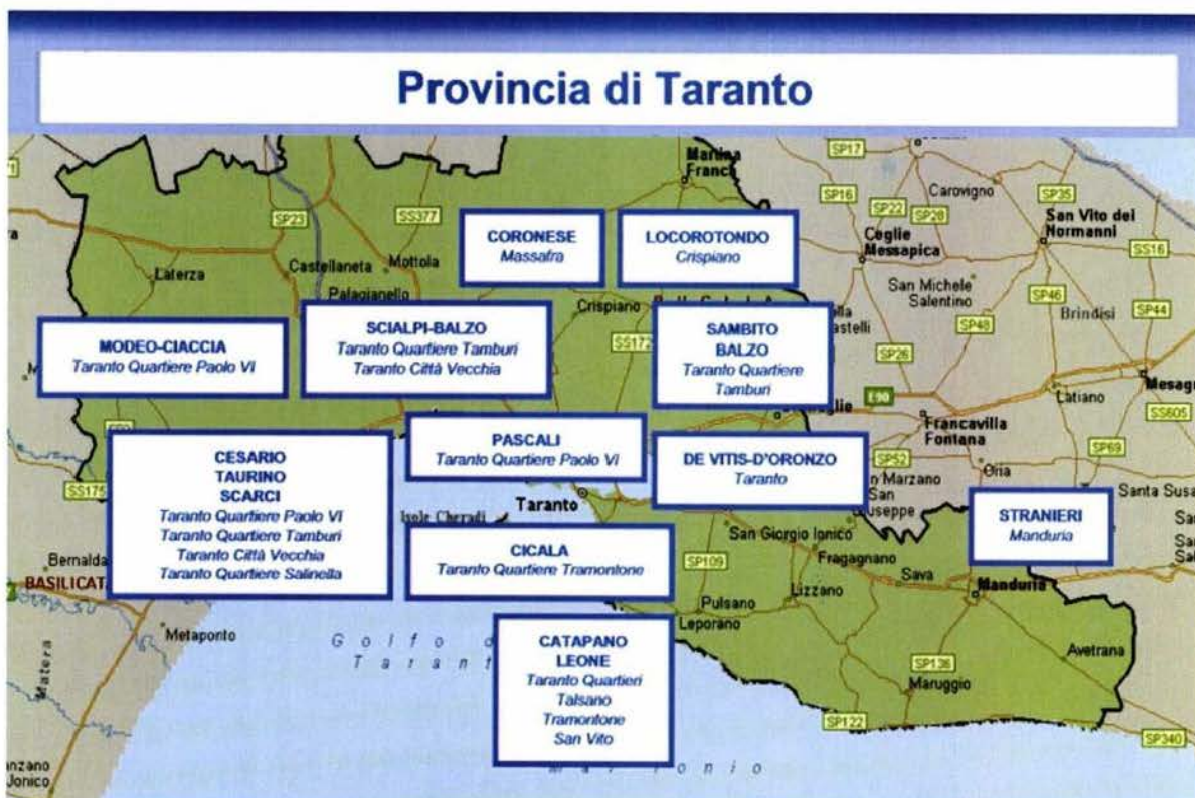 Provincia di Taranto
Martina
Franca
SP17
SP16
SP22
SP28
Carovigno
SP35
San Vito dei
Normanni
SS16
SP23
SS377
CORONESE
Massafra
LOCOROTONDO
Crispiano
Ceglie
Messapica
Laterza
Castellaneta
Mottola
Palagianello
Crispiano
San Michele
Salentino
SP46
SP44
Brindisi
SP48
MODEO-CIACCIA
Taranto Quartiere Paolo VI
SCIALPI-BALZO
Taranto Quartiere Tamburi
Taranto Città Vecchia
SS172
SAMBITO
BALZO
Taranto Quartiere
Tamburi
SP26
E90
Latiano
SS605
Francavilla
Fontana
CESARIO
TAURINO
SCARCI
Taranto Quartiere Paolo VI
Taranto Quartiere Tamburi
Taranto Città Vecchia
Taranto Quartiere Salinella
PASCALI
Taranto Quartiere Paolo VI
DE VITIS-D'ORONZO
Taranto
SP52
Oria
SP69
SS175
Taranto
Isole Cheradi
San Giorgio Ionico
STRANIERI
Manduria
CICALA
Taranto Quartiere Tramontone
SP109
Fragagnano
Sava
Manduria
Bernalda
BASILICATA
Lizzano
Pulsano
Leporano
Metaponto
Matera
CATAPANO
LEONE
Taranto Quartieri
Talsano
Tramontone
San Vito
Avetrana
SP136
Maruggio
SP122
SP340